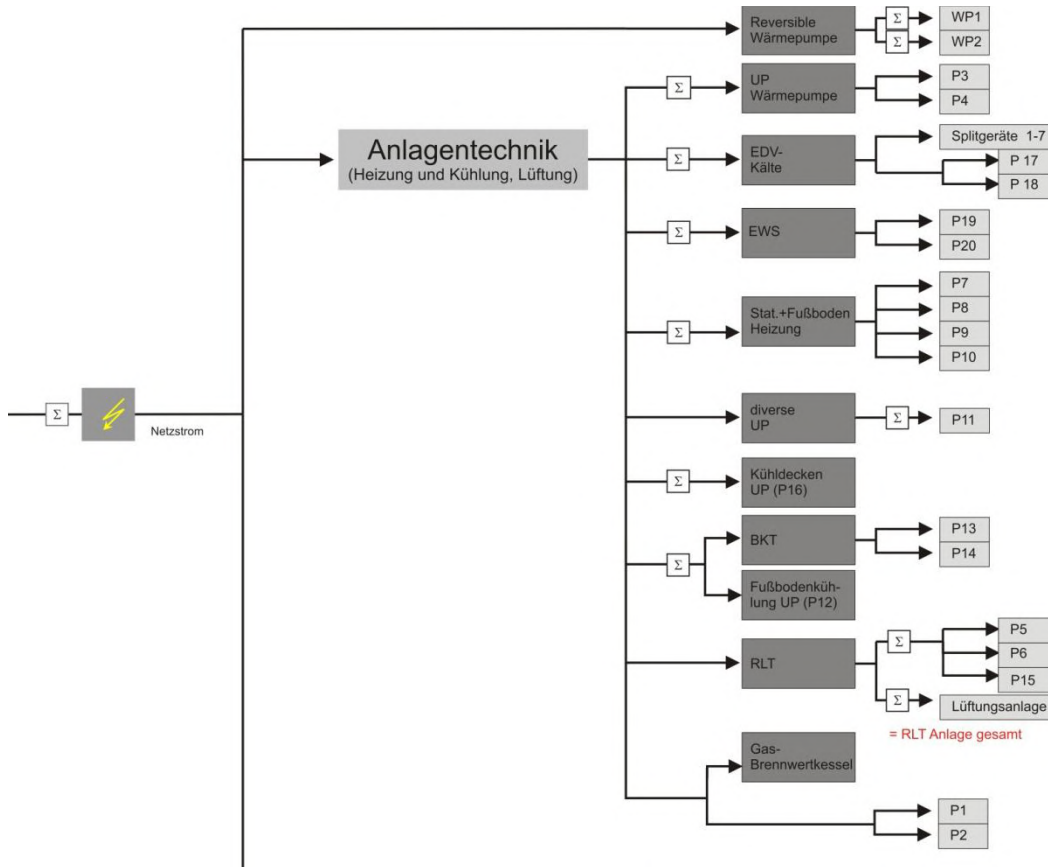 Reversible
Wärmepumpe
Σ
WP1
Σ
WP2
Σ
UP
Wärmepumpe
P3
P4
Anlagentechnik
(Heizung und Kühlung, Lüftung)
Σ
EDV-
Kälte
Splitgeräte 1-7
P 17
P 18
Σ
EWS
P19
P20
Σ
Stat.+Fußboden
Heizung
P7
P8
P9
P10
Σ
Netzstrom
diverse
UP
Σ
P11
Σ
Kühldecken
UP (P16)
Σ
BKT
P13
P14
Fußbodenküh-
lung UP (P12)
RLT
Σ
P5
P6
P15
Σ
Lüftungsanlage
= RLT Anlage gesamt
Gas-
Brennwertkessel
P1
P2